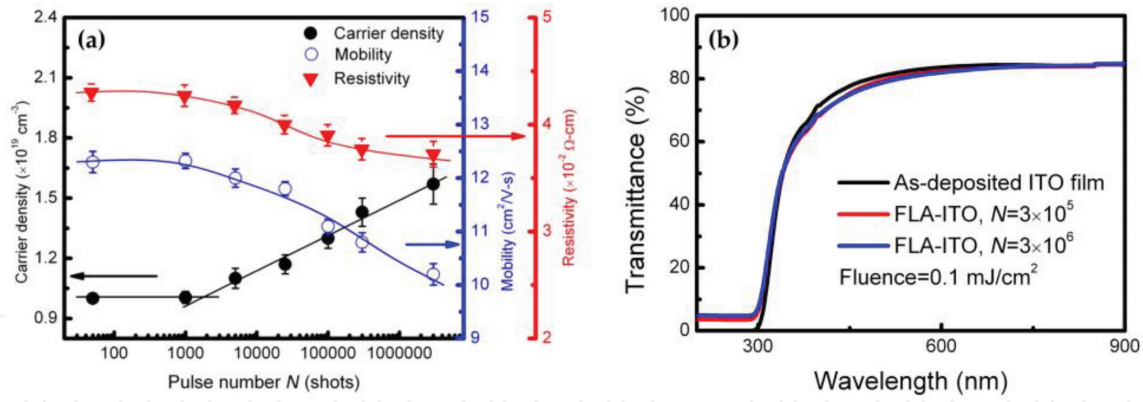 (a)
Carrier density
Mobility
Resistivity
Carrier density (×10¹⁹ cm⁻³)
2.4
2.1
1.8
1.5
1.2
0.9
100
1000
10000
100000
1000000
Pulse number N (shots)
15
14
13
12
11
10
9
Mobility (cm²/V-s)
5
4
3
2
Resistivity (×10⁻² Ω-cm)
(b)
Transmittance (%)
100
80
60
40
20
0
As-deposited ITO film
FLA-ITO, N=3×10⁵
FLA-ITO, N=3×10⁶
Fluence=0.1 mJ/cm²
300
600
900
Wavelength (nm)